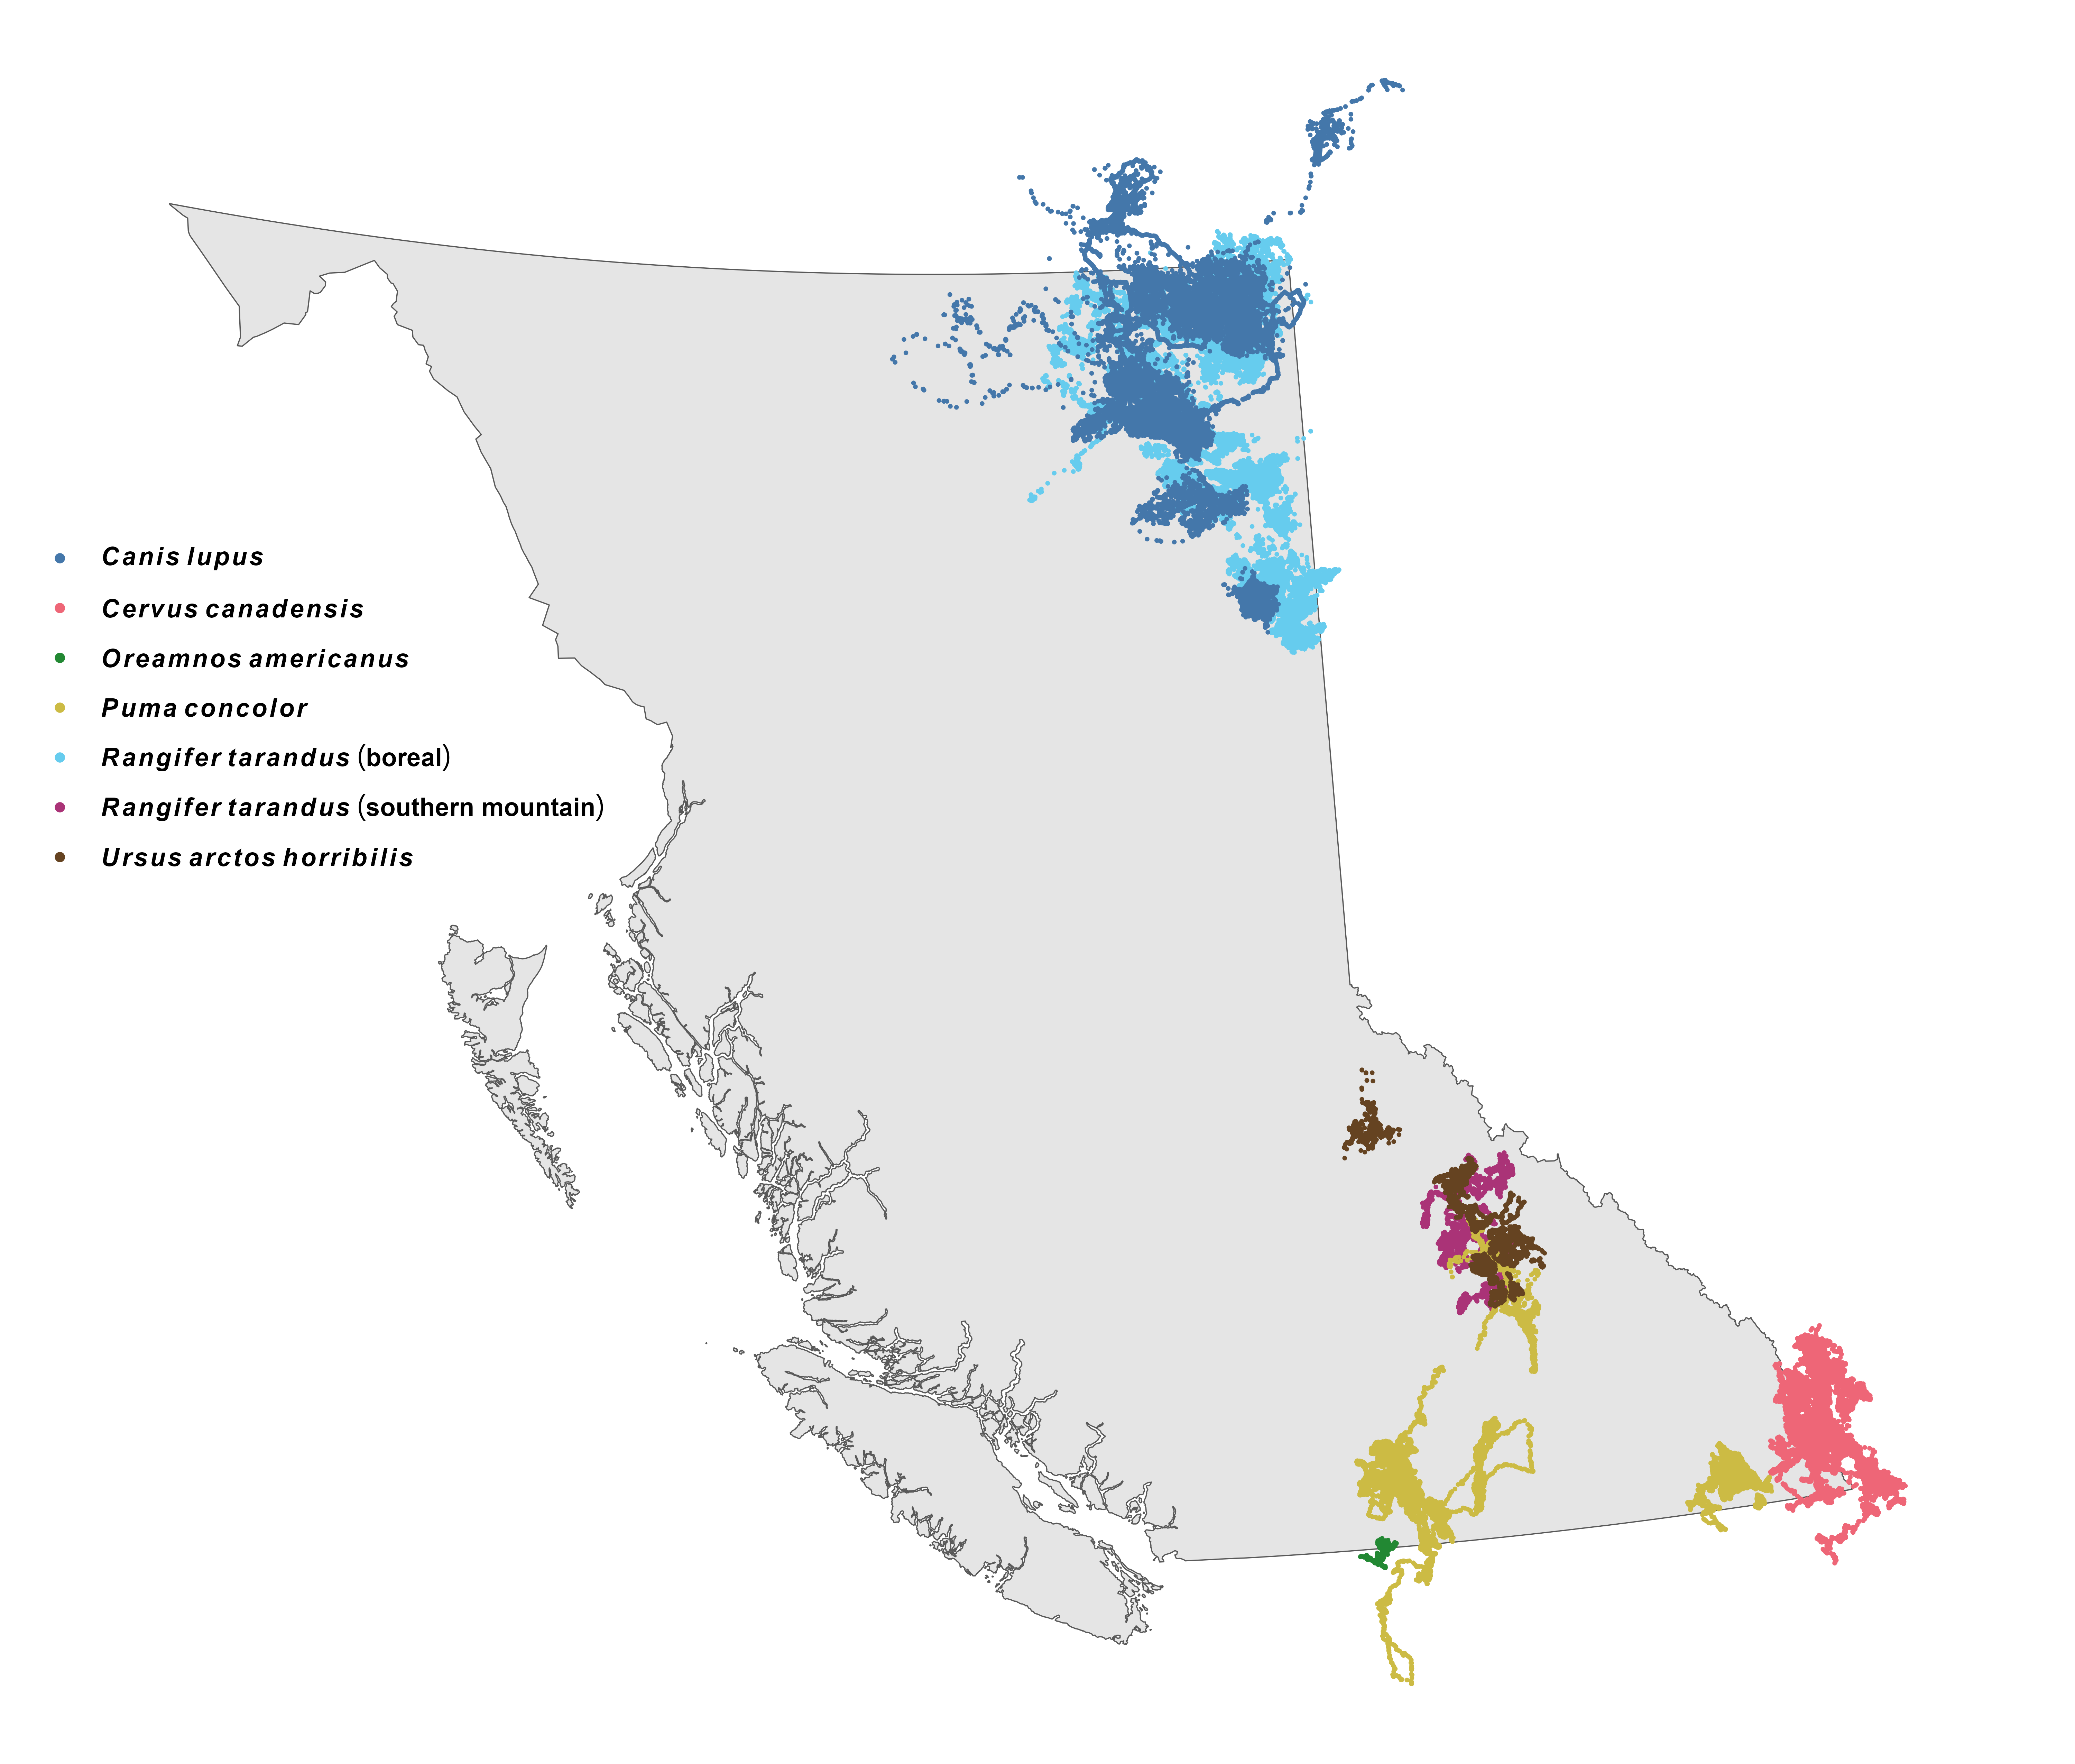 Canis lupus
Cervus canadensis
Oreamnos americanus
Puma concolor
Rangifer tarandus (boreal)
Rangifer tarandus (southern mountain)
Ursus arctos horribilis